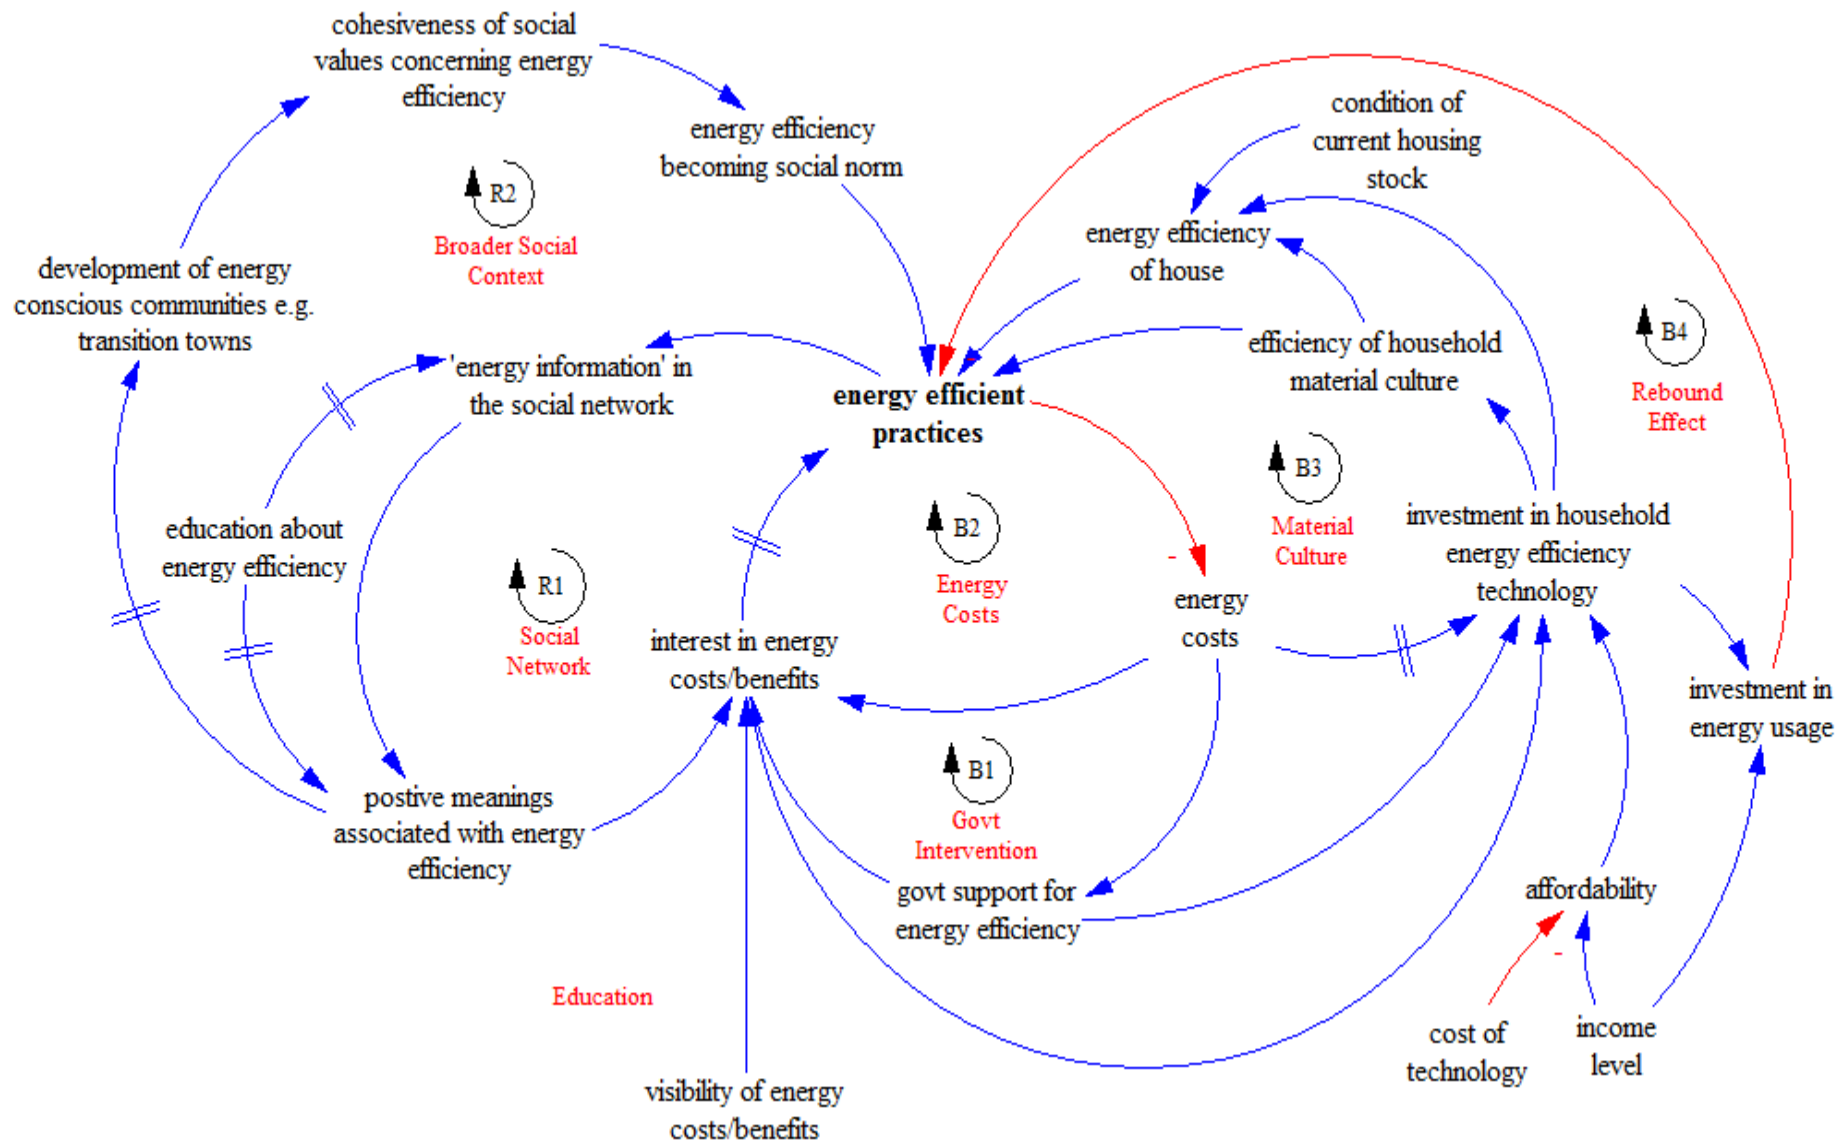 cohesiveness of social
values concerning energy
efficiency
energy efficiency
becoming social norm
condition of
current housing
stock
R2
Broader Social
Context
energy efficiency
of house
development of energy
conscious communities e.g.
transition towns
'energy information' in
the social network
energy efficient
practices
-
efficiency of household
material culture
B4
Rebound
Effect
B3
Material
Culture
B2
Energy
Costs
education about
energy efficiency
R1
Social
Network
investment in household
energy efficiency
technology
-
energy
costs
interest in energy
costs/benefits
investment in
energy usage
B1
Govt
Intervention
postive meanings
associated with energy
efficiency
govt support for
energy efficiency
affordability
-
Education
cost of
technology
income
level
visibility of energy
costs/benefits